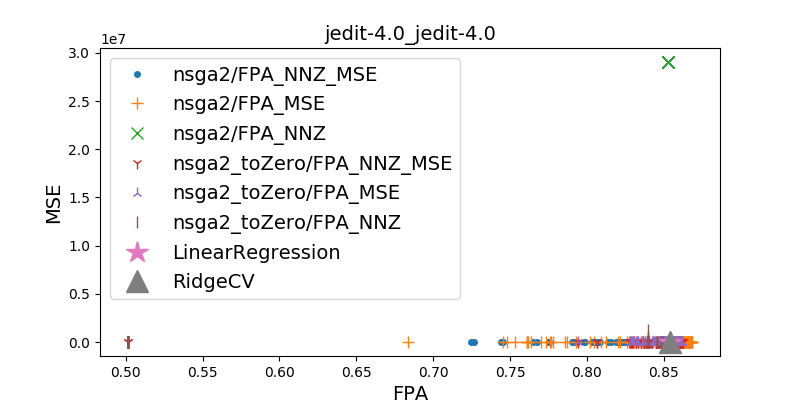 jedit-4.0_jedit-4.0
1e7
3.0
2.5
2.0
1.5
1.0
0.5
0.0
MSE
nsga2/FPA_NNZ_MSE
nsga2/FPA_MSE
nsga2/FPA_NNZ
nsga2_toZero/FPA_NNZ_MSE
nsga2_toZero/FPA_MSE
nsga2_toZero/FPA_NNZ
LinearRegression
RidgeCV
0.50 0.55 0.60 0.65 0.70 0.75 0.80 0.85
FPA